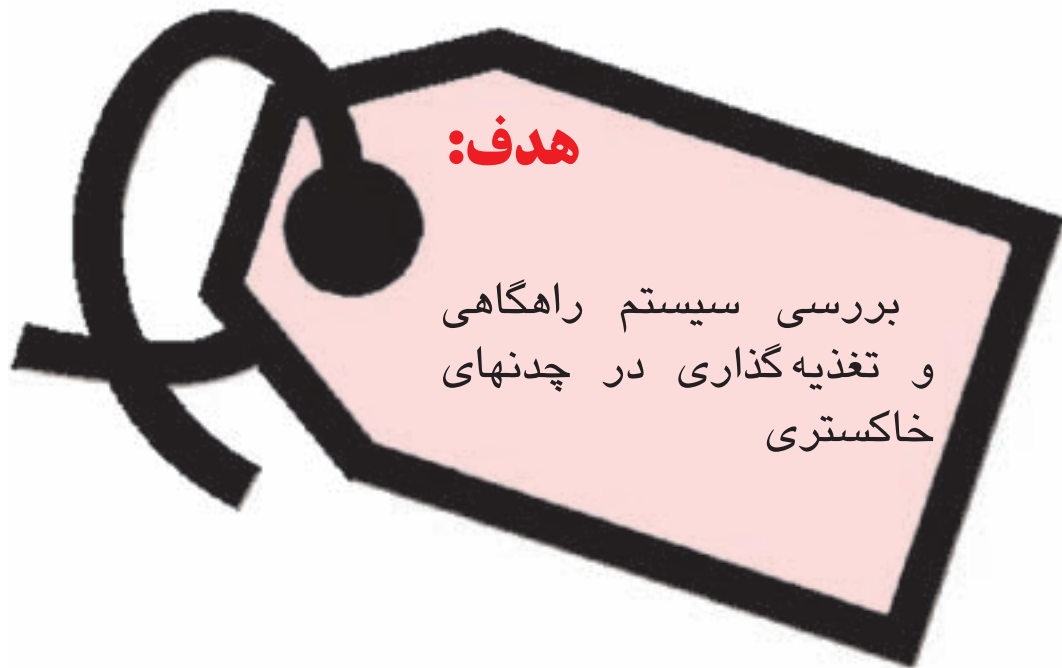 هدف:
بررسی سیستم راهگاهی
و تغذیه گذاری در چدنهای
خاکستری